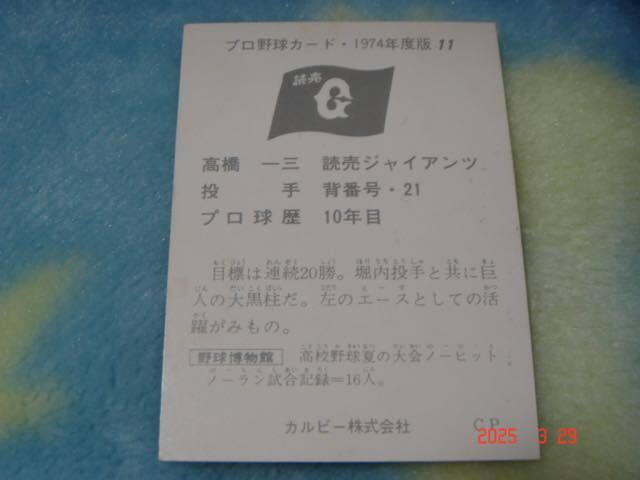 プロ野球カード・1974年度版 11
読売
G
高橋 一三 読売ジャイアンツ
投手 背番号・21
プロ球歴 10年目
目標は連続20勝。堀内投手と共に巨
人の大黒柱だ。左のエースとしての活
躍がみもの。
野球博物館 高校野球夏の大会ノーヒット
ノーラン試合記録=16人。
カルビー株式会社 C.P.
2025 3 29